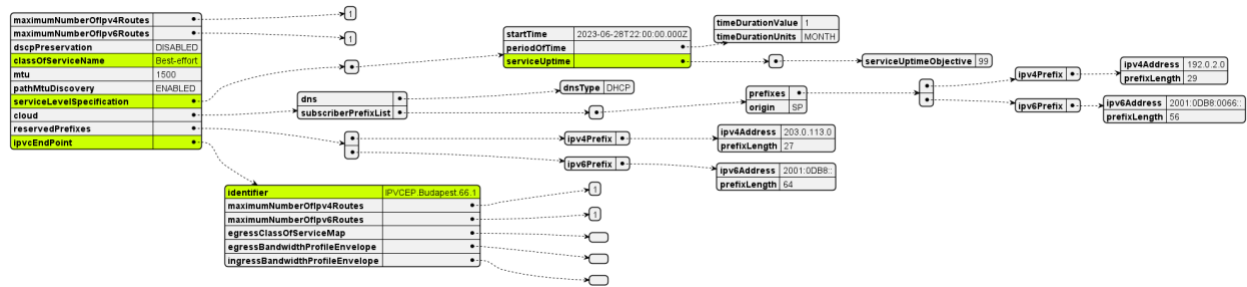 maximumNumberOfIpv4Routes 1
maximumNumberOfIpv6Routes 1
dscpPreservation DISABLED
classOfServiceName Best-effort
mtu 1500
pathMtuDiscovery ENABLED
serviceLevelSpecification
cloud
reservedPrefixes
ipvcEndPoint
startTime 2023-06-28T22:00:00.000Z
periodOfTime
serviceUptime
timeDurationValue 1
timeDurationUnits MONTH
serviceUptimeObjective 99
dns
subscriberPrefixList
dnsType DHCP
prefixes
origin SP
ipv4Prefix
ipv4Address 192.0.2.0
prefixLength 29
ipv6Prefix
ipv6Address 2001:0DB8:0066::
prefixLength 56
ipv4Prefix
ipv4Address 203.0.113.0
prefixLength 27
ipv6Prefix
ipv6Address 2001:0DB8::
prefixLength 64
identifier IPVCEP.Budapest.66.1
maximumNumberOfIpv4Routes 1
maximumNumberOfIpv6Routes 1
egressClassOfServiceMap
egressBandwidthProfileEnvelope
ingressBandwidthProfileEnvelope